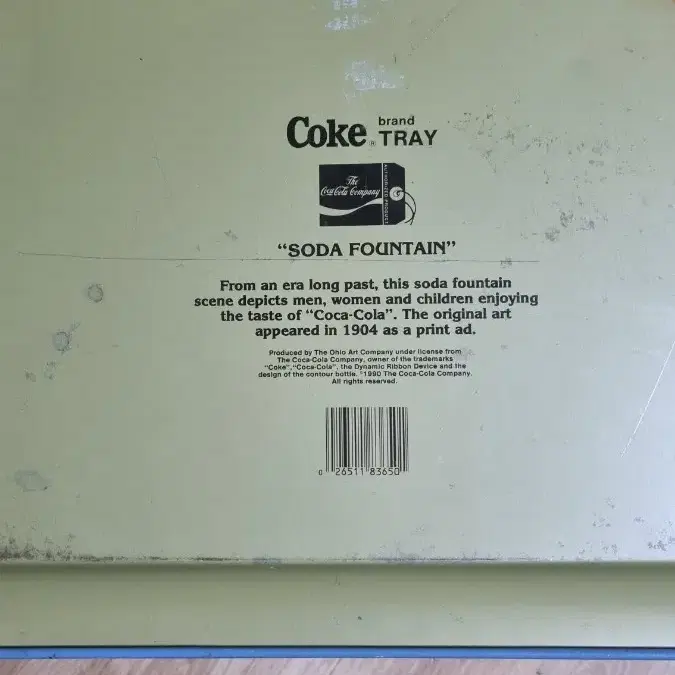 Coke® brand TRAY
The
Coca-Cola Company
AUTHORIZED PRODUCT
"SODA FOUNTAIN"
From an era long past, this soda fountain
scene depicts men, women and children enjoying
the taste of "Coca-Cola". The original art
appeared in 1904 as a print ad.
Produced by The Ohio Art Company under license from
The Coca-Cola Company, owner of the trademarks
"Coke","Coca-Cola", the Dynamic Ribbon Device and the
design of the contour bottle. ©1990 The Coca-Cola Company.
All rights reserved.
0 26511 83650